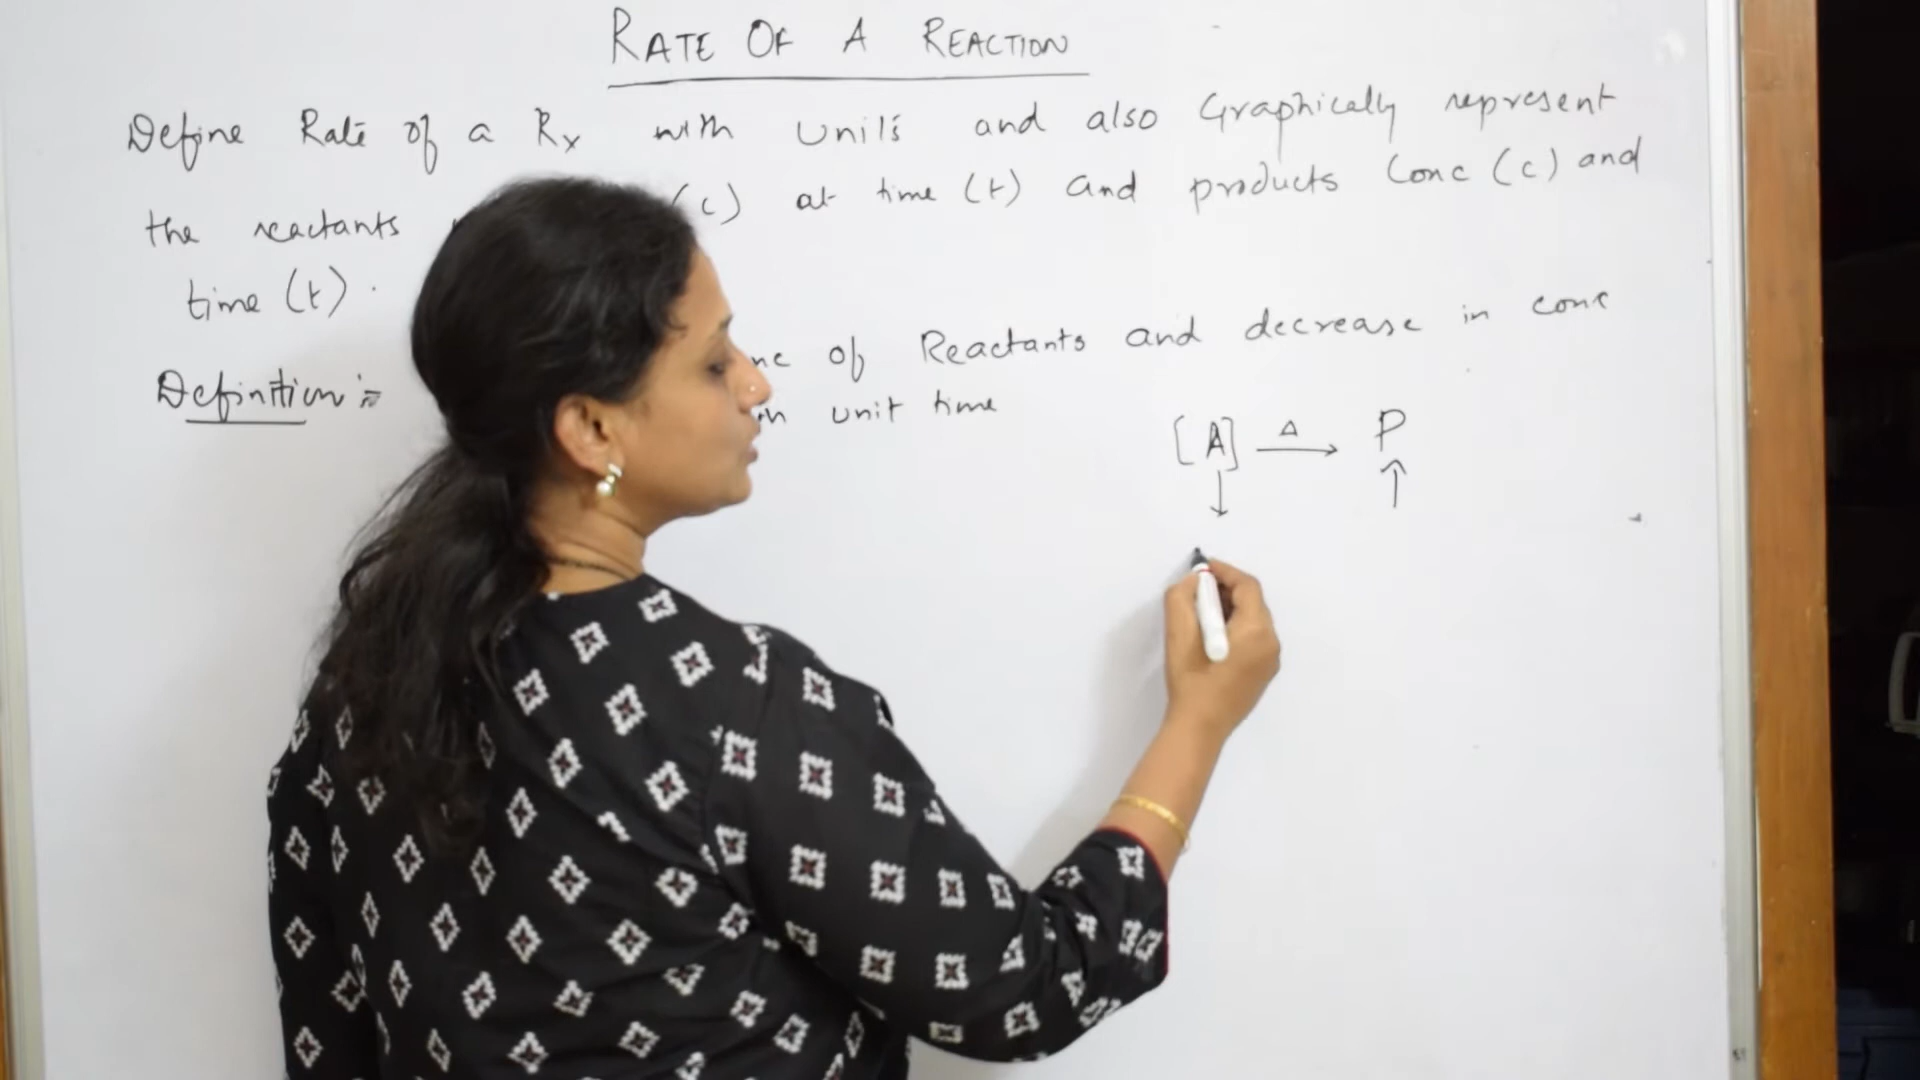 RATE OF A REACTION
Define Rate of a Rx with units and also Graphically represent
the reactants (c) at time (t) and products Conc (c) and
time (t).
Definition :- of Reactants and decrease in conc
unit time
[A] Δ→ P
↓ ↑